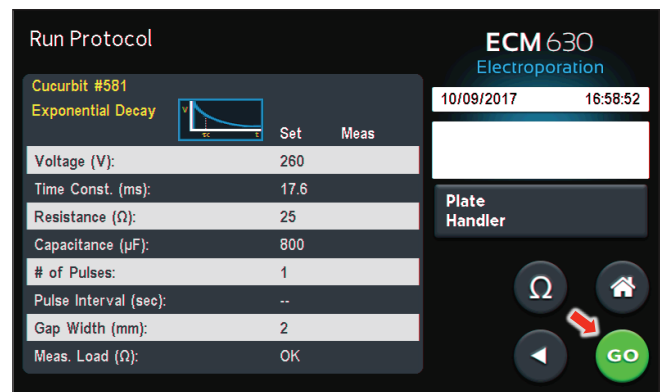 Run Protocol
ECM 630
Electroporation
Cucurbit #581
Exponential Decay
V
τc
t
Set Meas
10/09/2017 16:58:52
Voltage (V): 260
Time Const. (ms): 17.6
Resistance (Ω): 25
Capacitance (µF): 800
# of Pulses: 1
Pulse Interval (sec): --
Gap Width (mm): 2
Meas. Load (Ω): OK
Plate
Handler
Ω
GO